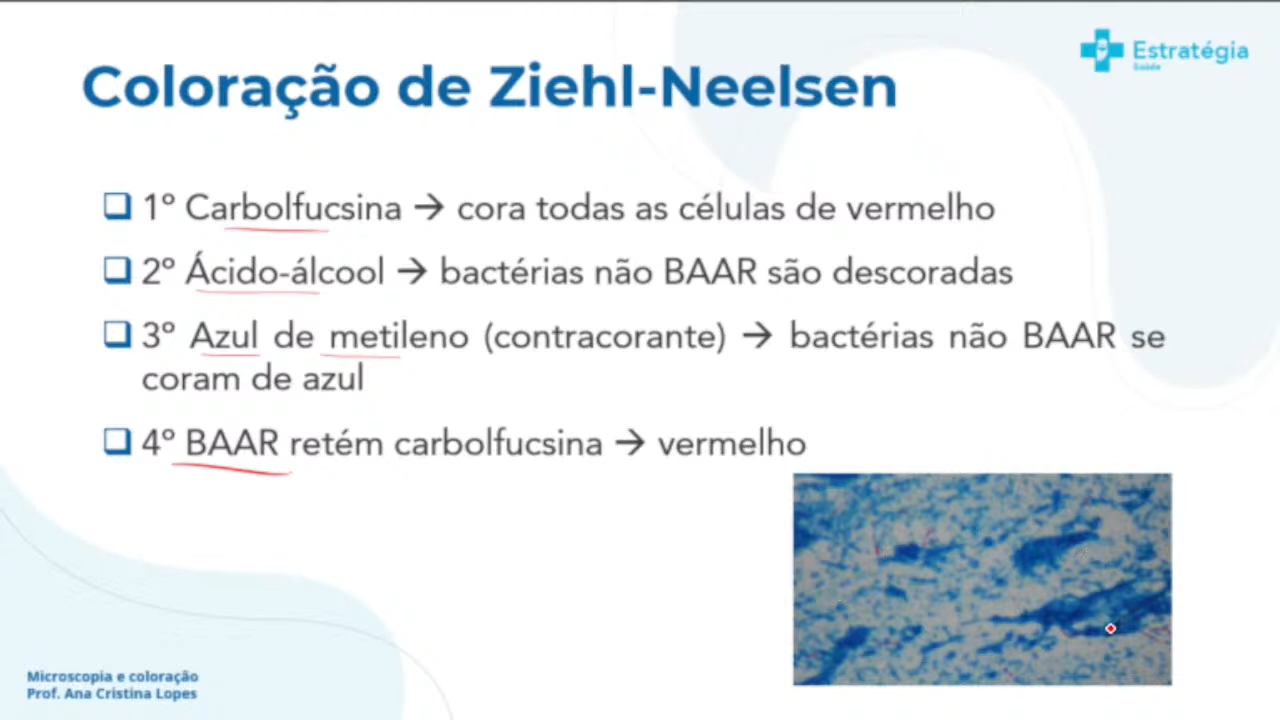 Estratégia
Saúde
Coloração de Ziehl-Neelsen
1º Carbolfucsina → cora todas as células de vermelho
2º Ácido-álcool → bactérias não BAAR são descoradas
3º Azul de metileno (contracorante) → bactérias não BAAR se
coram de azul
4º BAAR retém carbolfucsina → vermelho
Microscopia e coloração
Prof. Ana Cristina Lopes